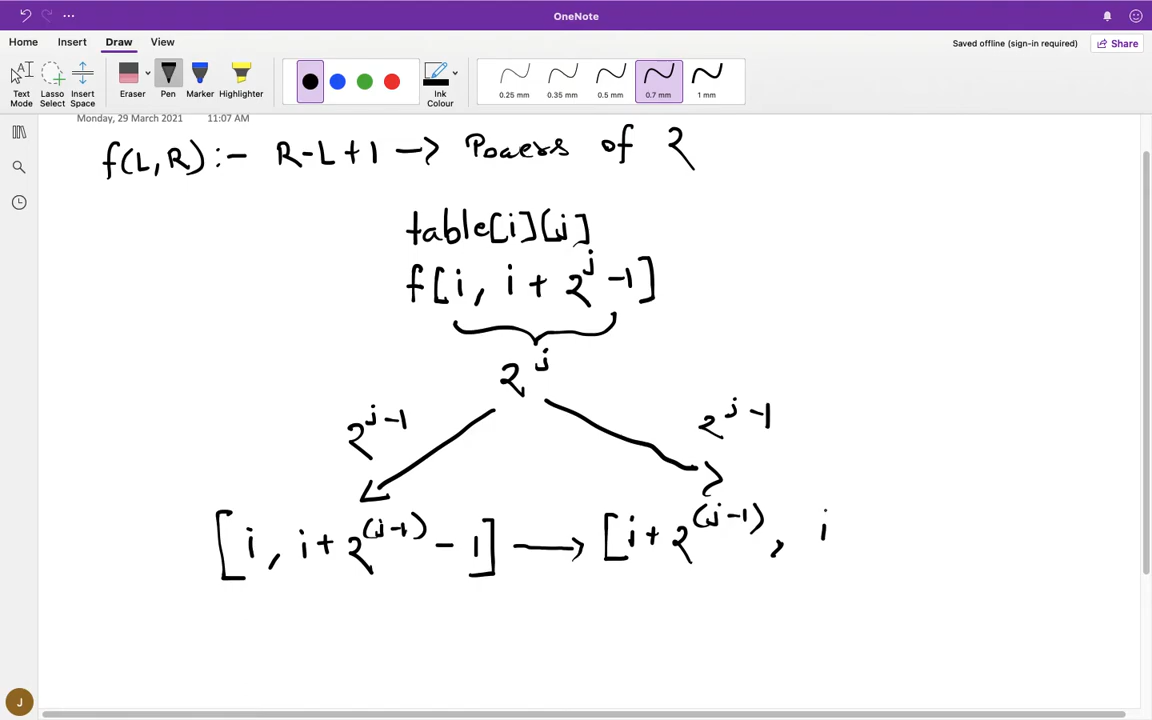 OneNote
Home Insert Draw View
Saved offline (sign-in required) Share
Text Mode Lasso Select Insert Space Eraser Pen Marker Highlighter Ink Colour 0.25 mm 0.35 mm 0.5 mm 0.7 mm 1 mm
Monday, 29 March 2021 11:07 AM
f(L,R):- R-L+1 → Powers of 2
table[i][j]
f[i, i + 2^j -1]
2^j
2^j-1 2^j-1
[i, i+2^(j-1) - 1] → [i+2^(j-1), i
J